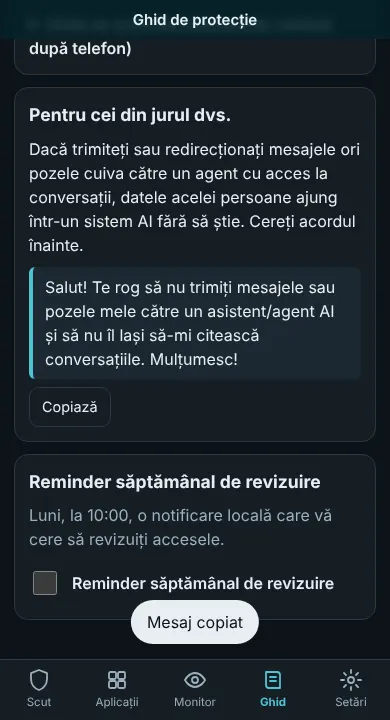 Ghid de protecție
după telefon)
Pentru cei din jurul dvs.
Dacă trimiteți sau redirecționați mesajele ori
pozele cuiva către un agent cu acces la
conversații, datele acelei persoane ajung
într-un sistem AI fără să știe. Cereți acordul
înainte.
Salut! Te rog să nu trimiți mesajele sau
pozele mele către un asistent/agent AI
și să nu îl lași să-mi citească
conversațiile. Mulțumesc!
Copiază
Reminder săptămânal de revizuire
Luni, la 10:00, o notificare locală care vă
cere să revizuiți accesele.
Reminder săptămânal de revizuire
Mesaj copiat
Scut
Aplicații
Monitor
Ghid
Setări